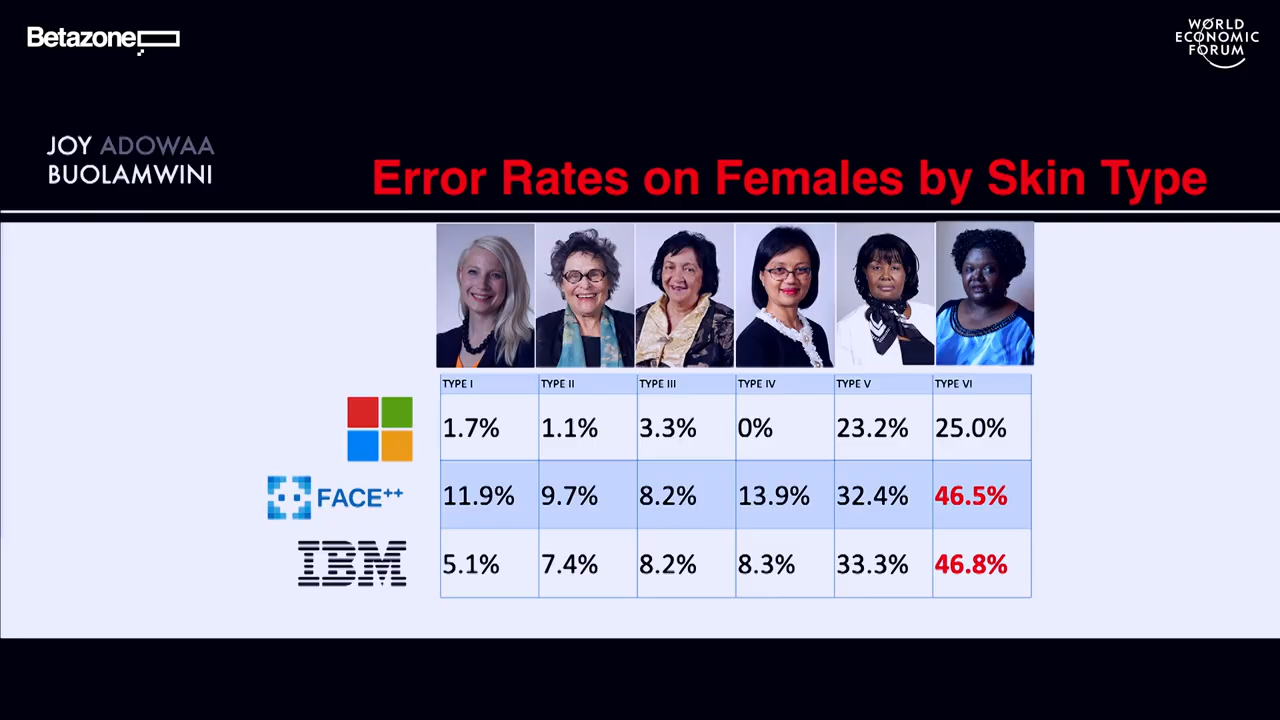 Betazone
WORLD
ECONOMIC
FORUM
JOY ADOWAA
BUOLAMWINI
Error Rates on Females by Skin Type
TYPE I TYPE II TYPE III TYPE IV TYPE V TYPE VI
1.7% 1.1% 3.3% 0% 23.2% 25.0%
FACE++ 11.9% 9.7% 8.2% 13.9% 32.4% 46.5%
IBM 5.1% 7.4% 8.2% 8.3% 33.3% 46.8%